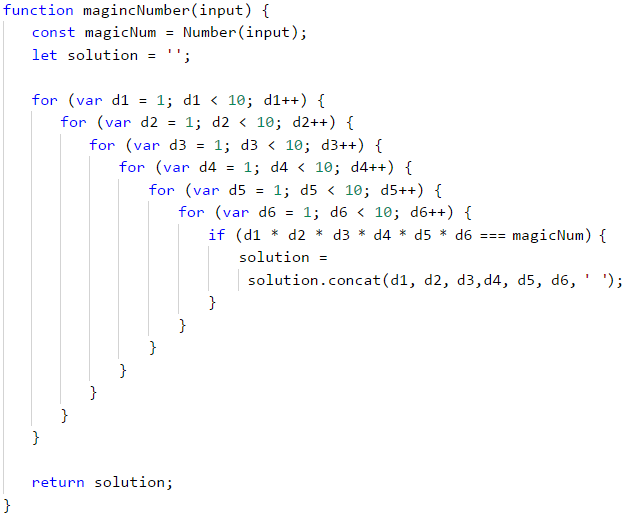 function magincNumber(input) {
const magicNum = Number(input);
let solution = '';
for (var d1 = 1; d1 < 10; d1++) {
for (var d2 = 1; d2 < 10; d2++) {
for (var d3 = 1; d3 < 10; d3++) {
for (var d4 = 1; d4 < 10; d4++) {
for (var d5 = 1; d5 < 10; d5++) {
for (var d6 = 1; d6 < 10; d6++) {
if (d1 * d2 * d3 * d4 * d5 * d6 === magicNum) {
solution =
solution.concat(d1, d2, d3,d4, d5, d6, ' ');
}
}
}
}
}
}
}
return solution;
}